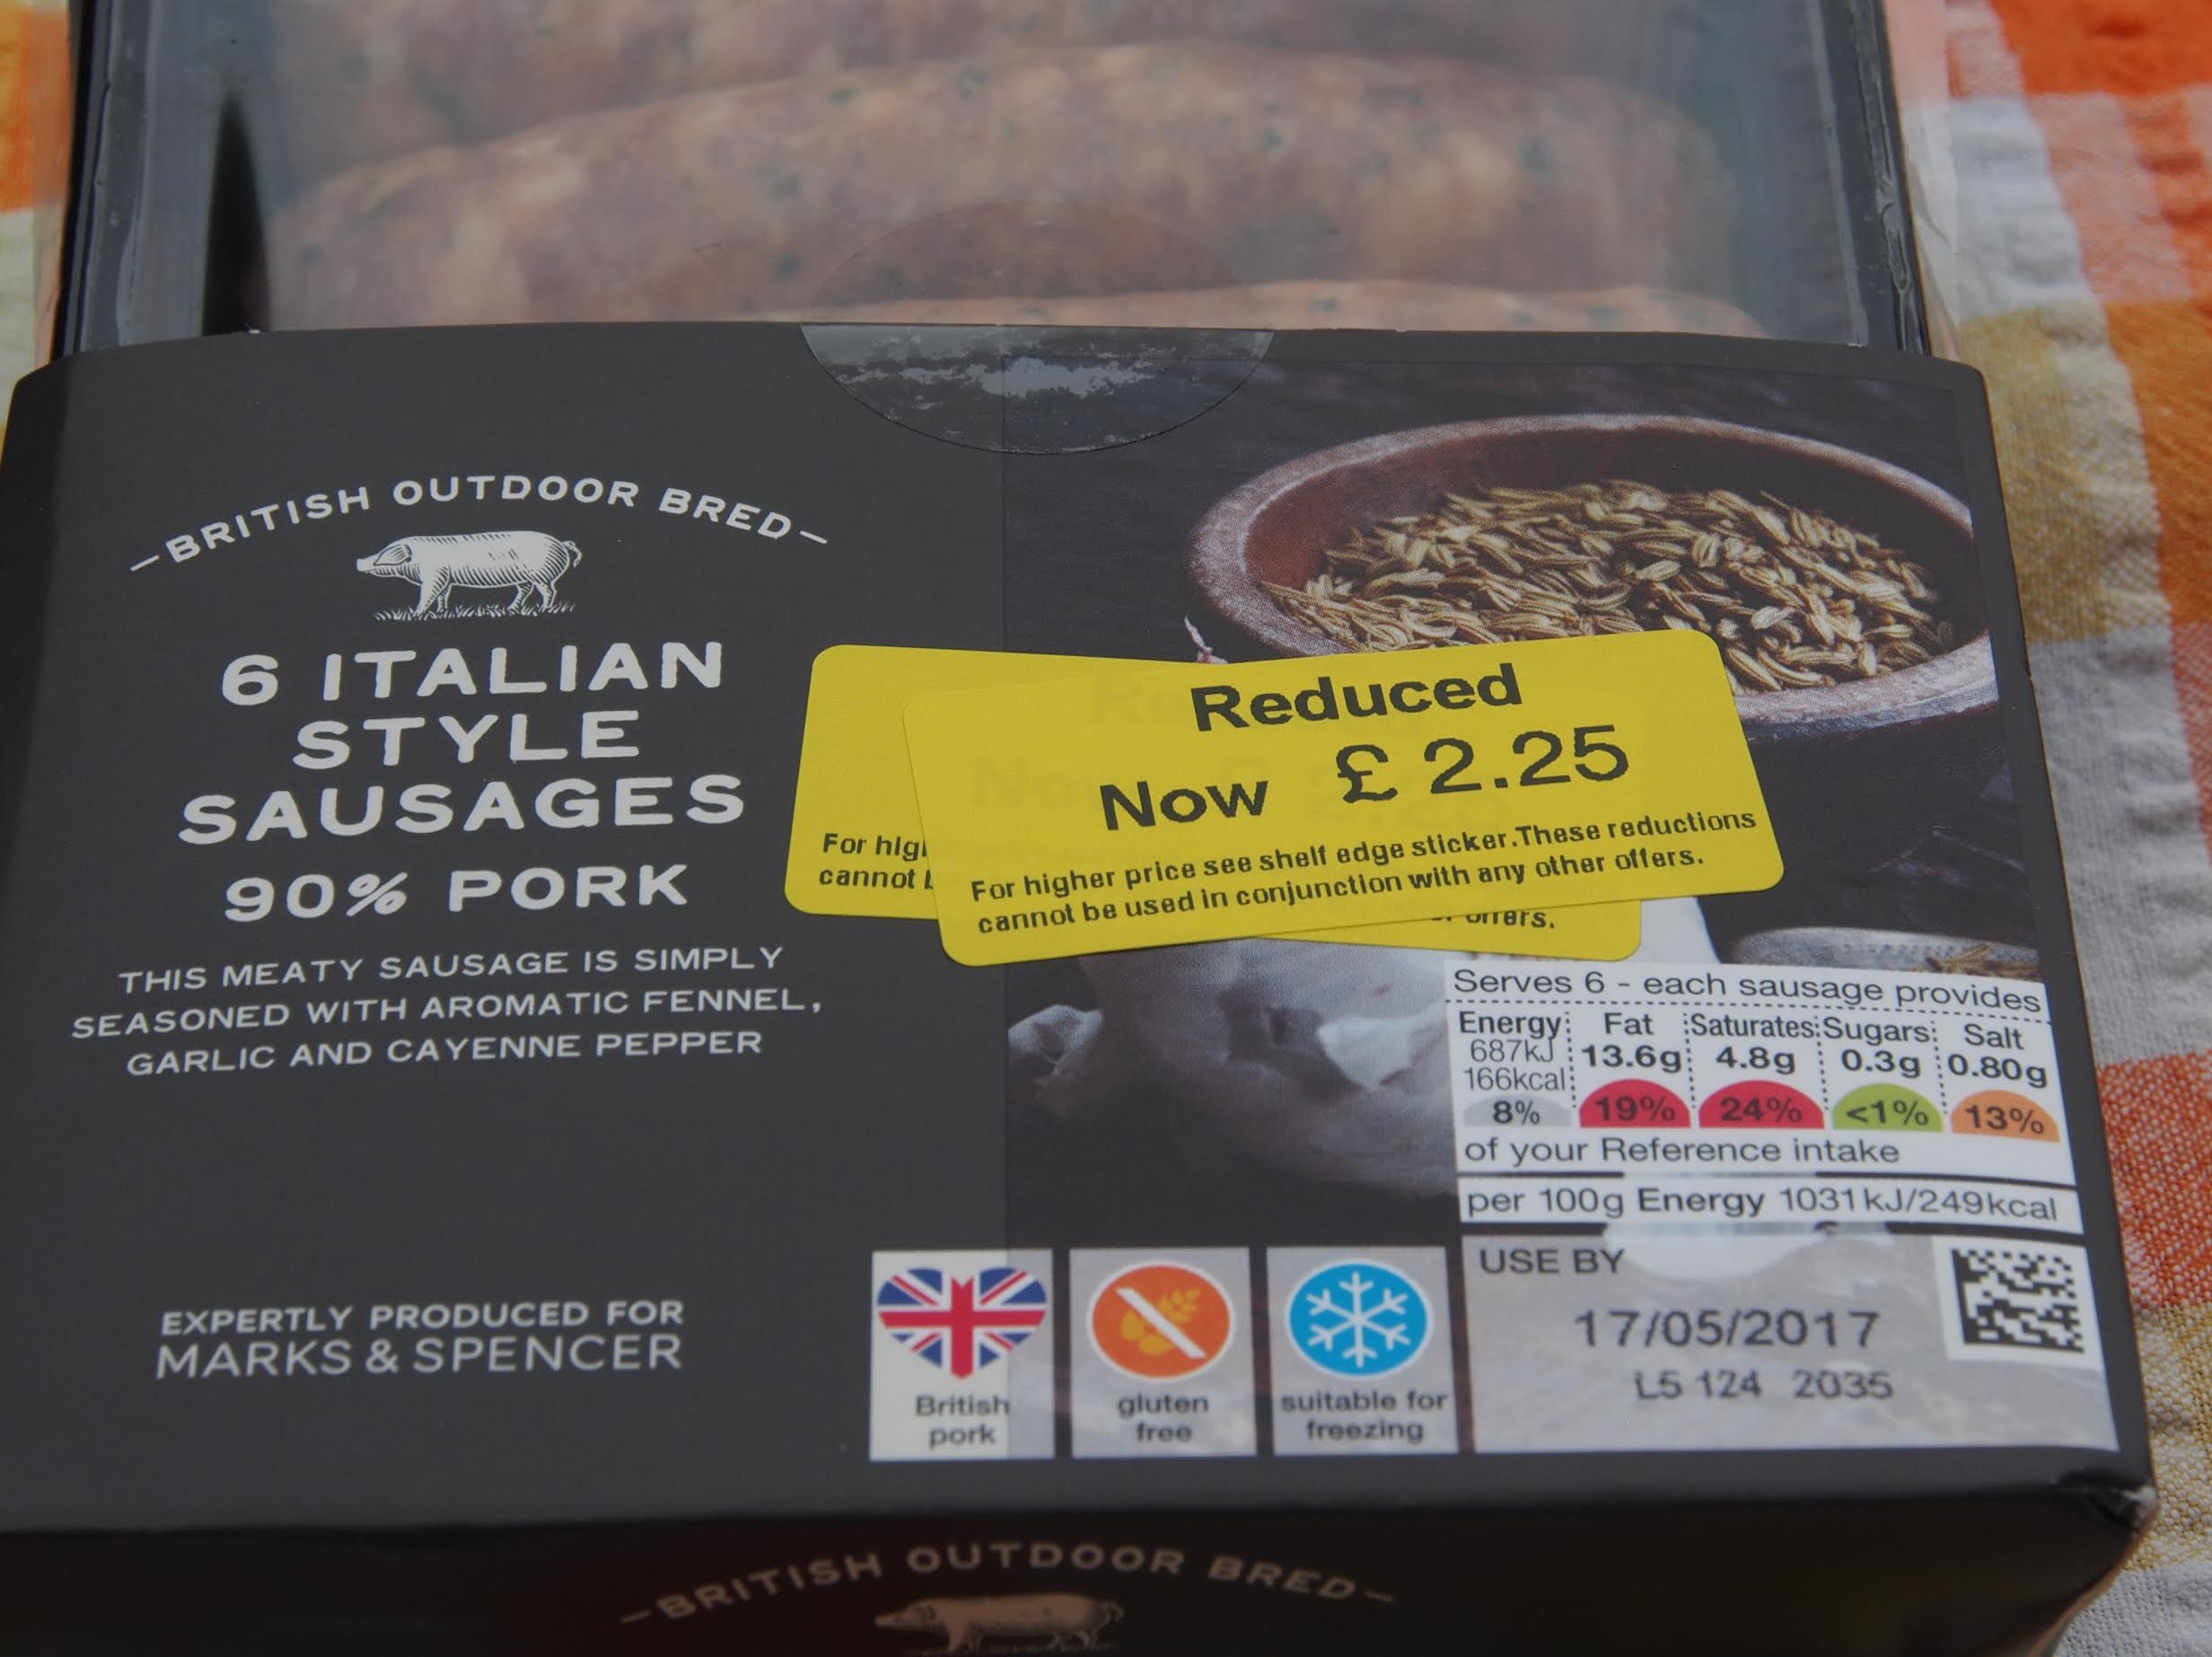 BRITISH OUTDOOR BRED
6 ITALIAN
STYLE
SAUSAGES
90% PORK
THIS MEATY SAUSAGE IS SIMPLY
SEASONED WITH AROMATIC FENNEL,
GARLIC AND CAYENNE PEPPER
EXPERTLY PRODUCED FOR
MARKS & SPENCER
Reduced
Now £ 2.25
For higher price see shelf edge sticker.These reductions
cannot be used in conjunction with any other offers.
For
cannot
offers.
Serves 6 - each sausage provides
Energy Fat Saturates Sugars Salt
687kJ 13.6g 4.8g 0.3g 0.80g
166kcal
8% 19% 24% <1% 13%
of your Reference intake
per 100g Energy 1031kJ/249kcal
USE BY
17/05/2017
L5 124 2035
British
pork
gluten
free
suitable for
freezing
BRITISH OUTDOOR BRED